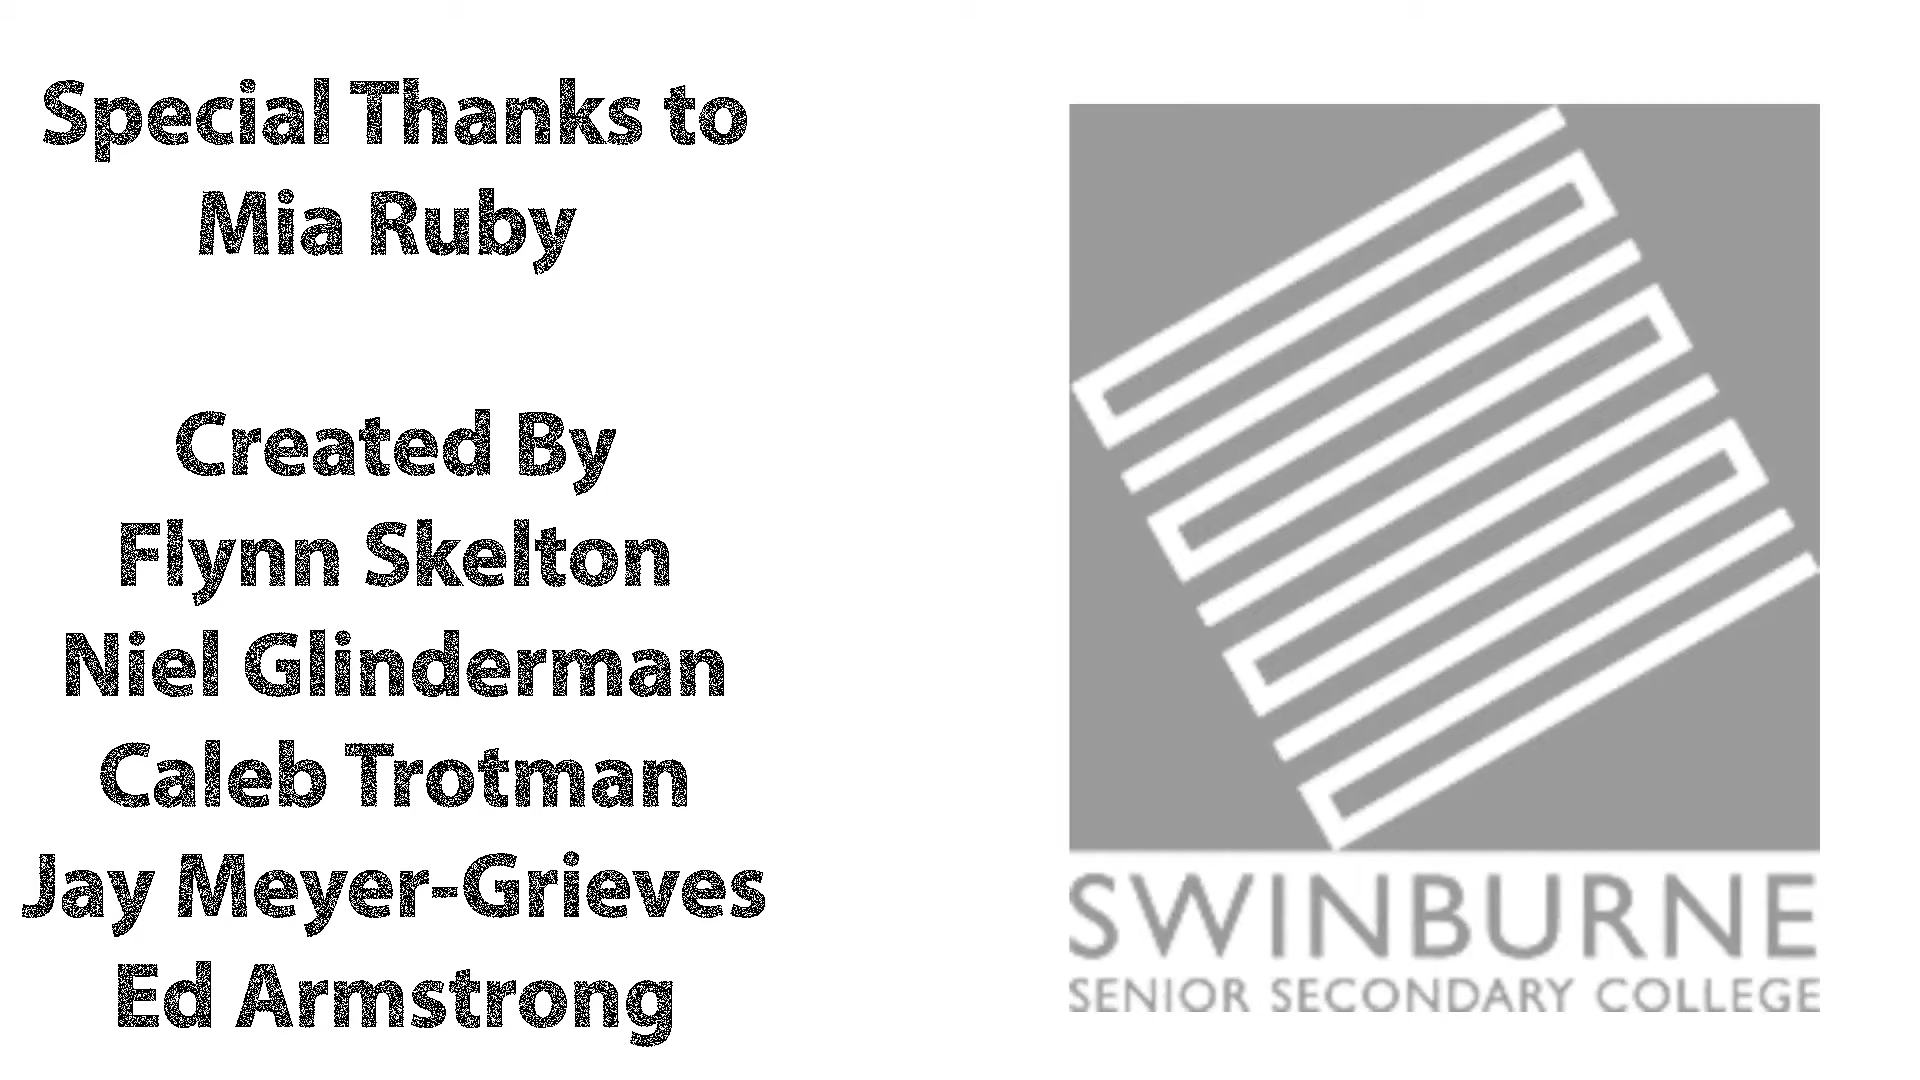 Special Thanks to
Mia Ruby
Created By
Flynn Skelton
Niel Glinderman
Caleb Trotman
Jay Meyer-Grieves
Ed Armstrong
SWINBURNE
SENIOR SECONDARY COLLEGE